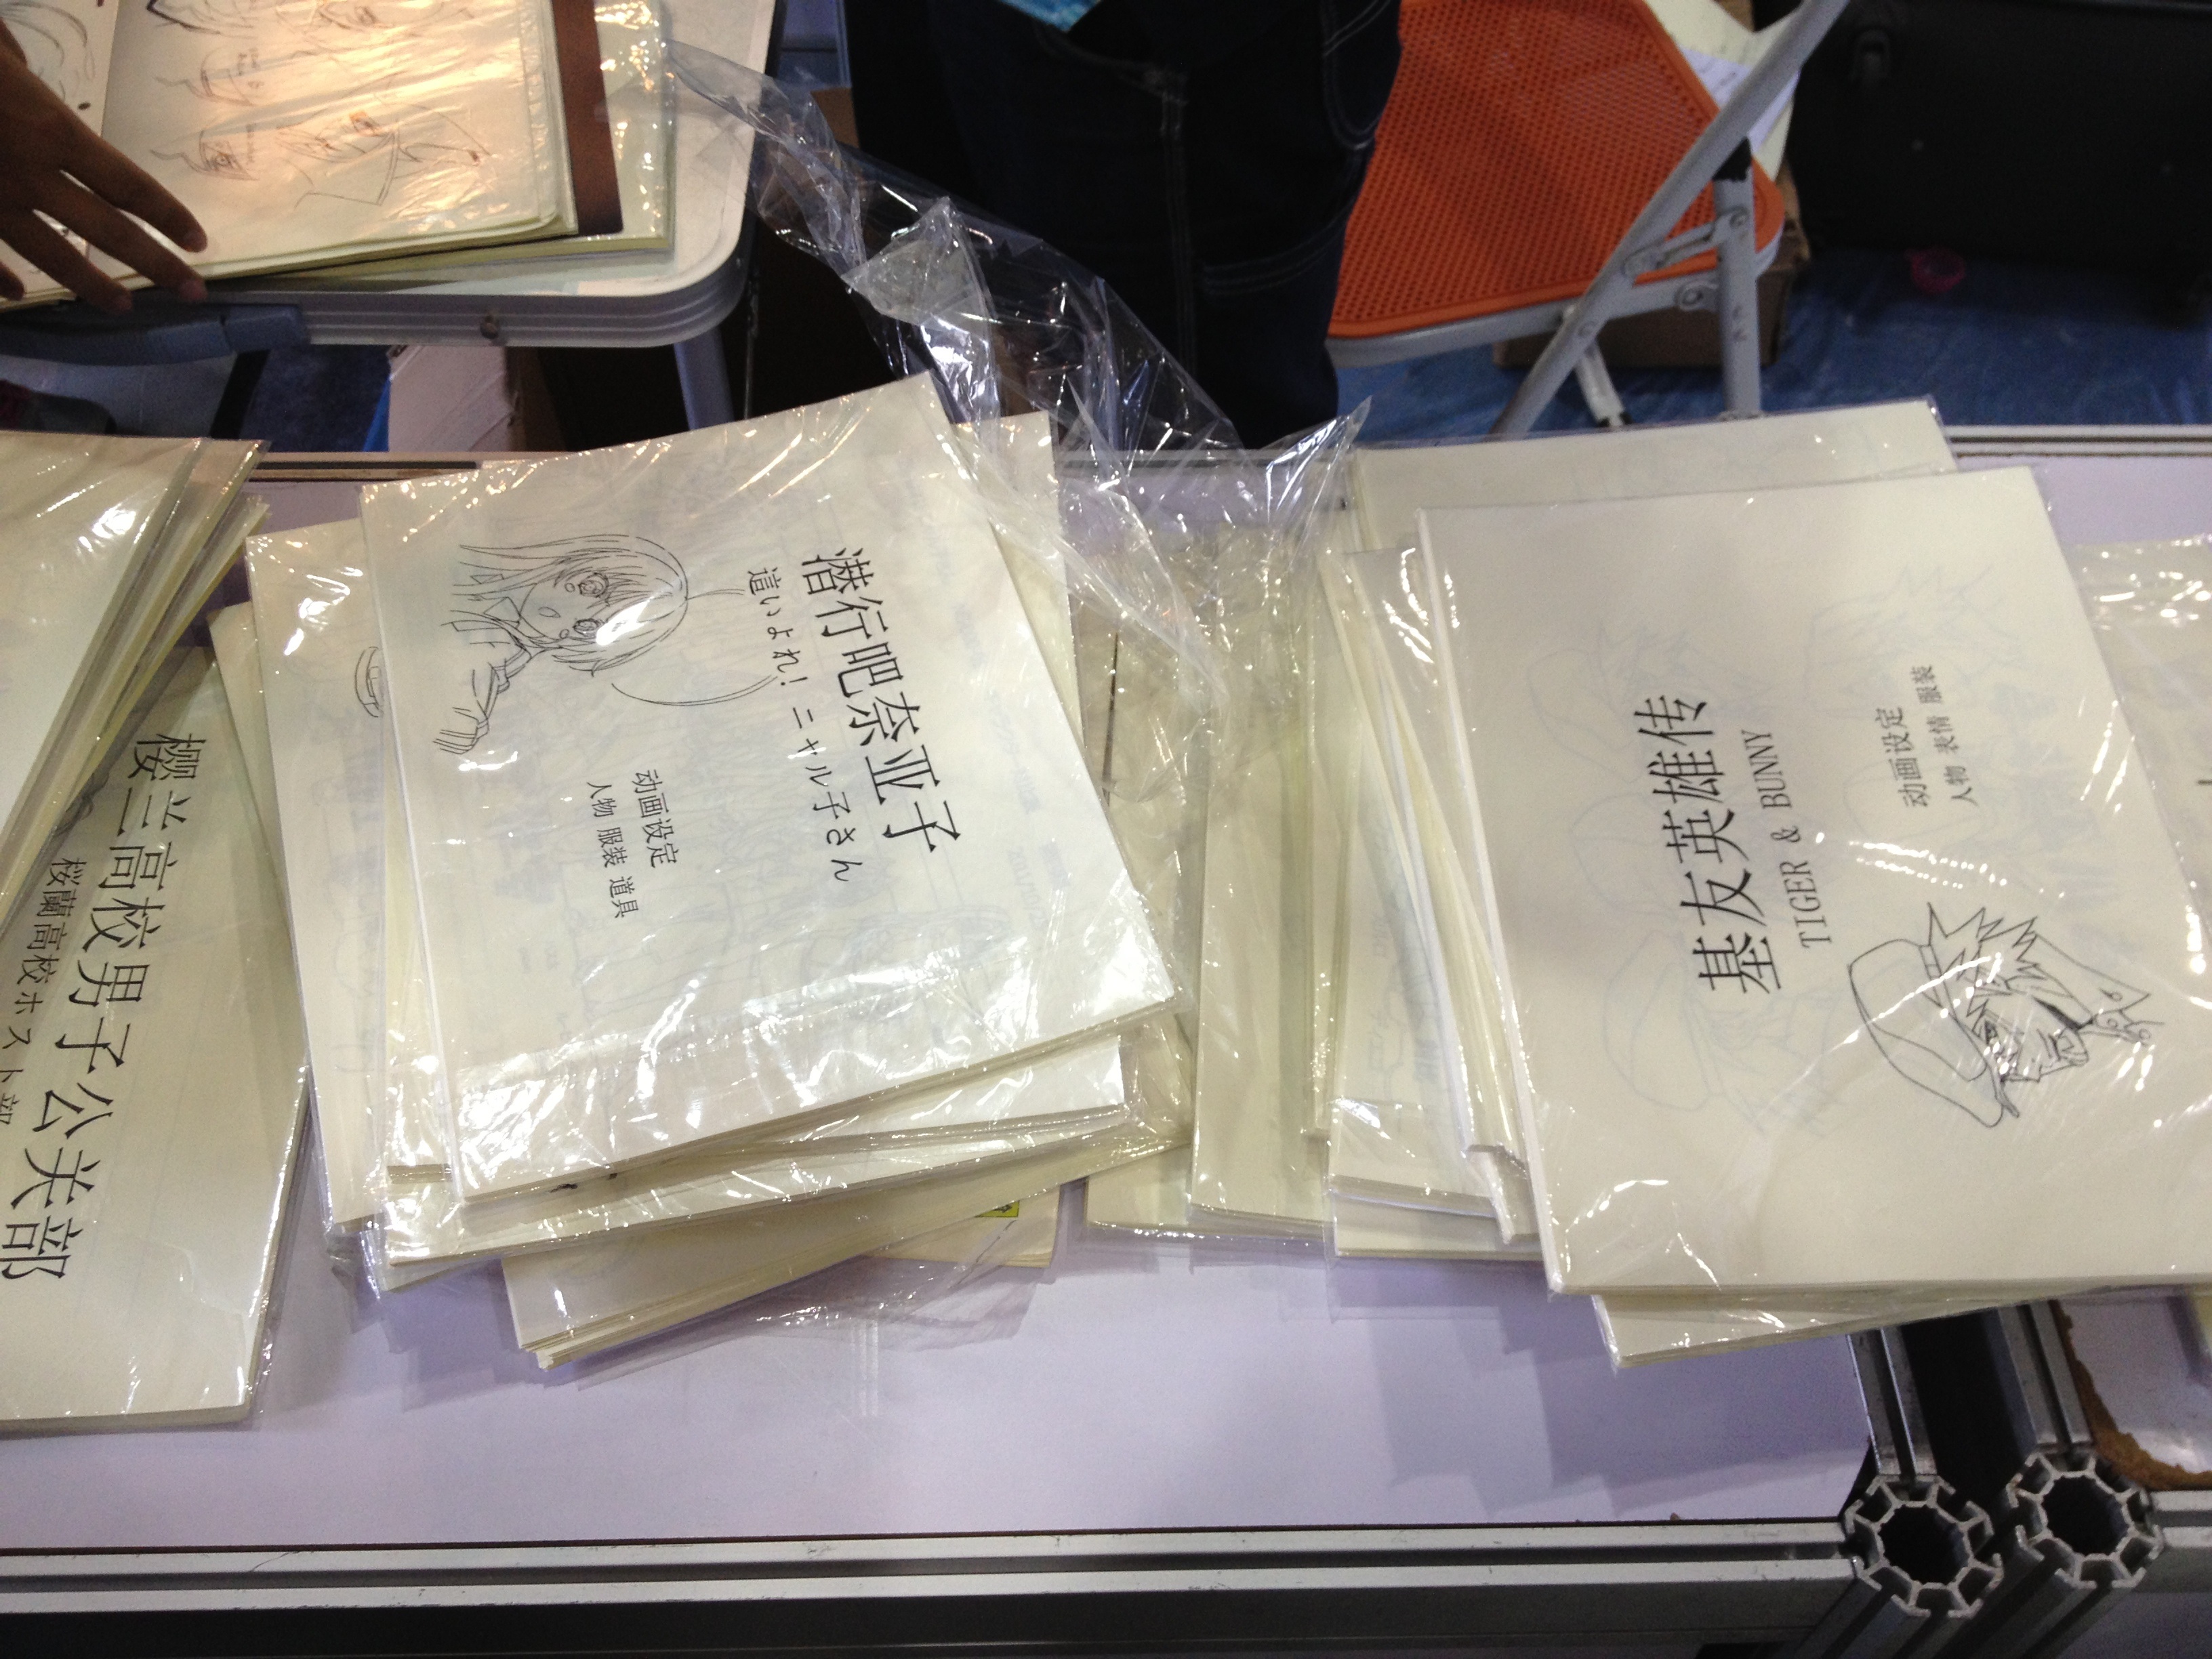 樱兰高校男子公关部
桜蘭高校ホスト部
潜行吧奈亚子
這いよれ！ニャル子さん
动画设定
人物 服装 道具
基友英雄传
TIGER & BUNNY
动画设定
人物 表情 服装